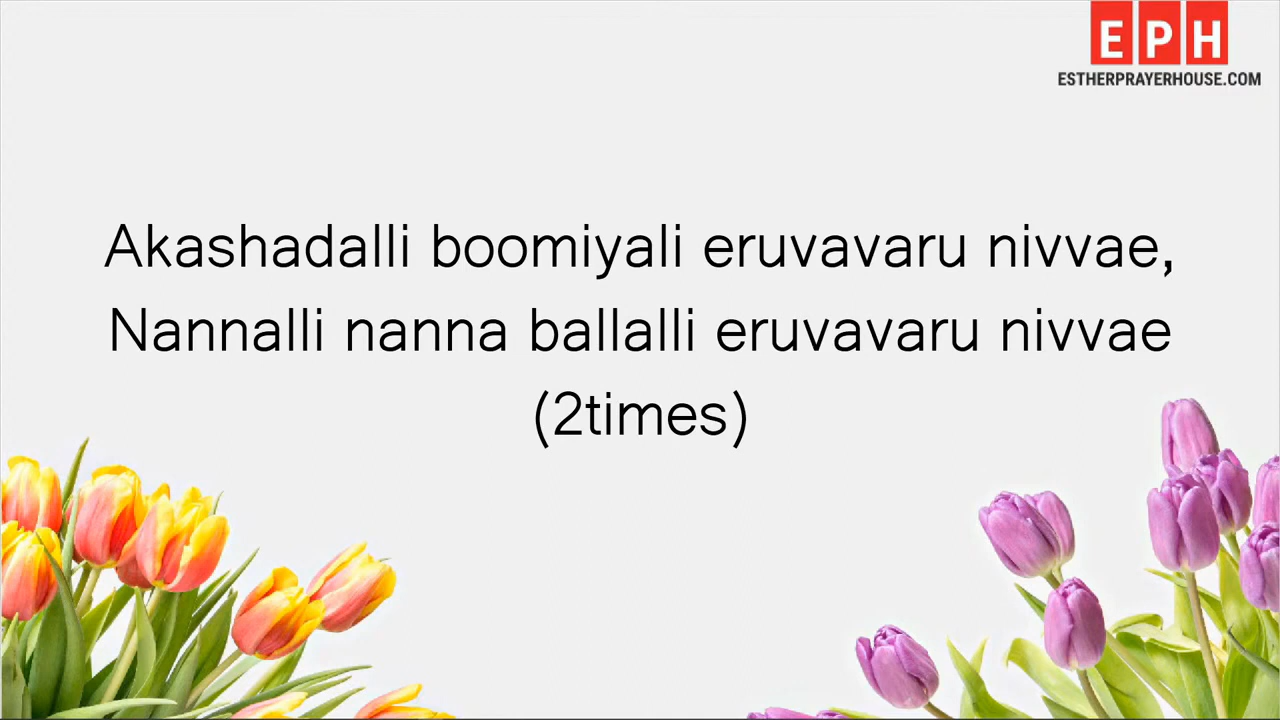 EPH
ESTHERPRAYERHOUSE.COM
Akashadalli boomiyali eruvavaru nivvae,
Nannalli nanna ballalli eruvavaru nivvae
(2times)